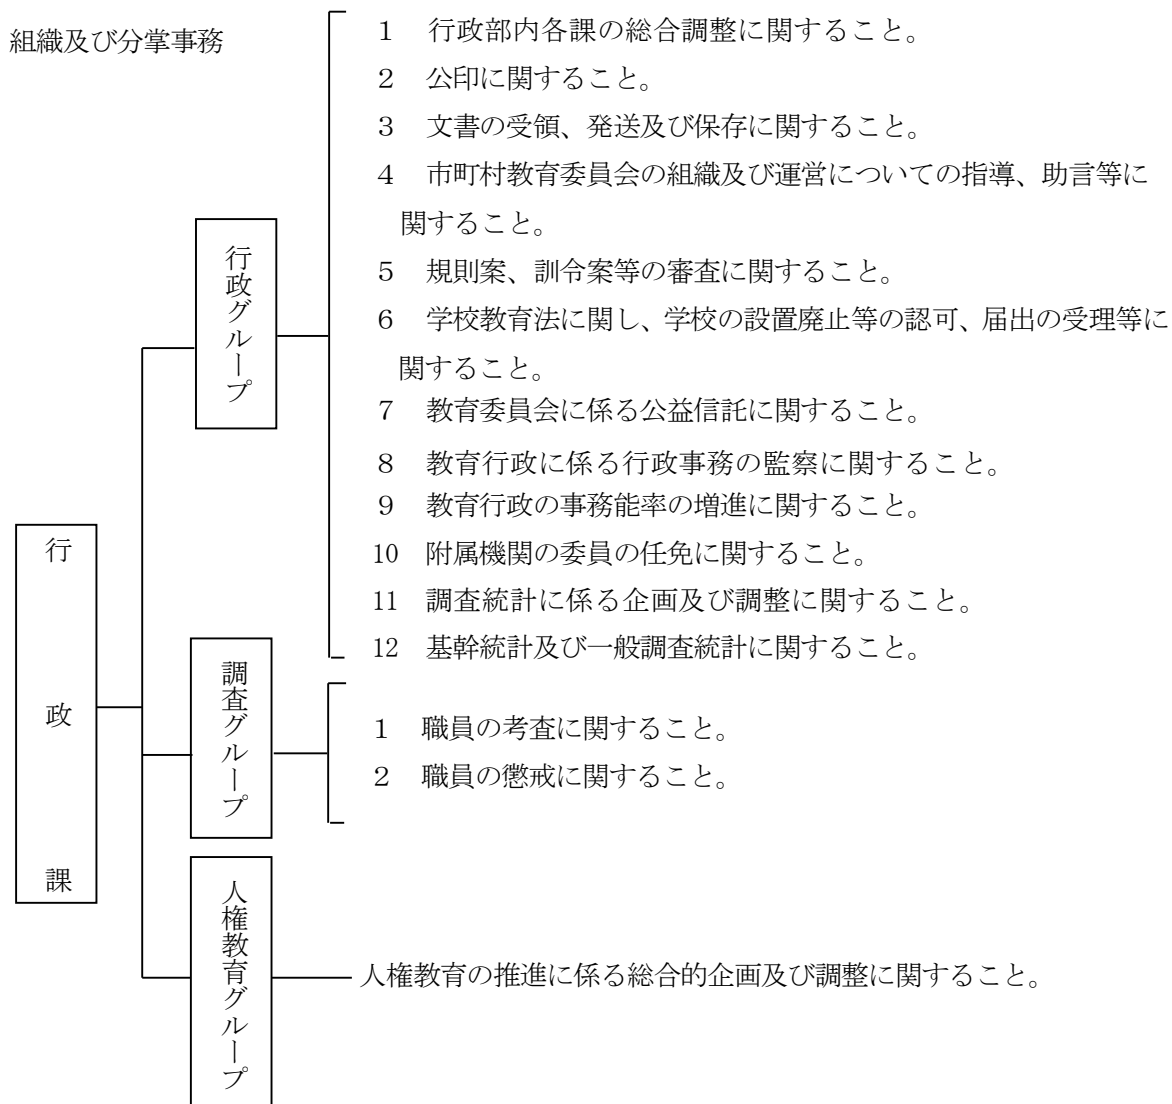 組織及び分掌事務
行政課
行政グループ
1 行政部内各課の総合調整に関すること。
2 公印に関すること。
3 文書の受領、発送及び保存に関すること。
4 市町村教育委員会の組織及び運営についての指導、助言等に
関すること。
5 規則案、訓令案等の審査に関すること。
6 学校教育法に関し、学校の設置廃止等の認可、届出の受理等に
関すること。
7 教育委員会に係る公益信託に関すること。
8 教育行政に係る行政事務の監察に関すること。
9 教育行政の事務能率の増進に関すること。
10 附属機関の委員の任免に関すること。
11 調査統計に係る企画及び調整に関すること。
12 基幹統計及び一般調査統計に関すること。
調査グループ
1 職員の考査に関すること。
2 職員の懲戒に関すること。
人権教育グループ
人権教育の推進に係る総合的企画及び調整に関すること。